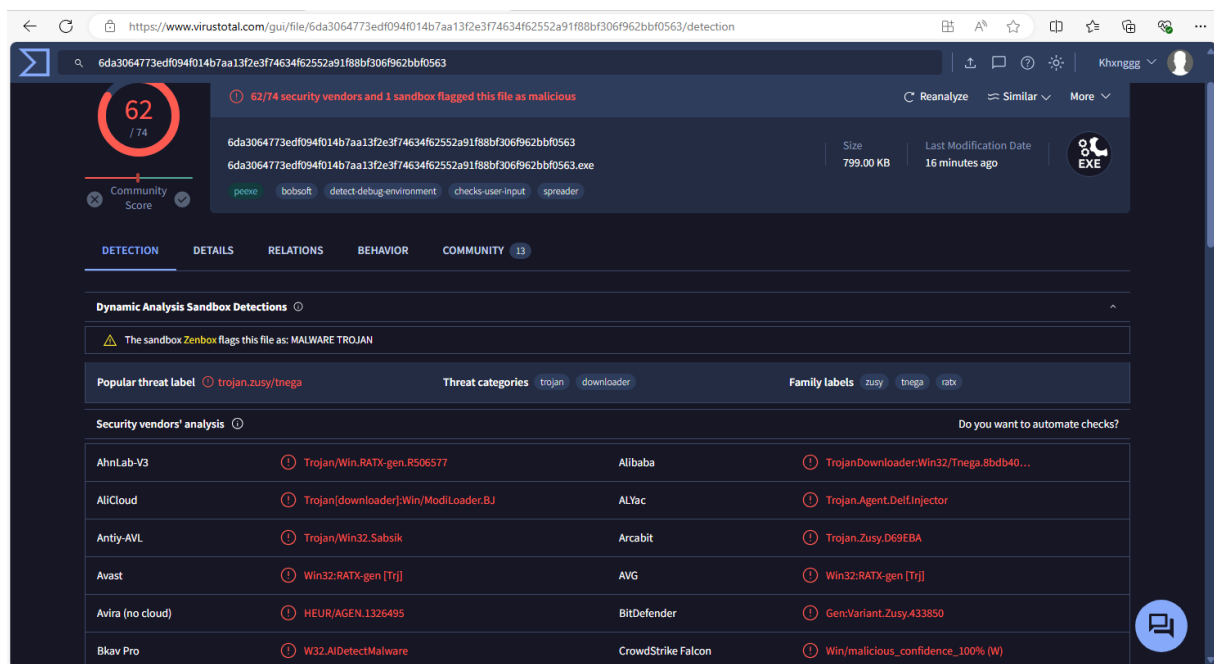 https://www.virustotal.com/gui/file/6da3064773edf094f014b7aa13f2e3f74634f62552a91f88bf306f962bbf0563/detection
6da3064773edf094f014b7aa13f2e3f74634f62552a91f88bf306f962bbf0563
Khxnggg
62
/ 74
62/74 security vendors and 1 sandbox flagged this file as malicious
Reanalyze Similar More
6da3064773edf094f014b7aa13f2e3f74634f62552a91f88bf306f962bbf0563
6da3064773edf094f014b7aa13f2e3f74634f62552a91f88bf306f962bbf0563.exe
Size
799.00 KB
Last Modification Date
16 minutes ago
EXE
Community
Score
peexe bobsoft detect-debug-environment checks-user-input spreader
DETECTION DETAILS RELATIONS BEHAVIOR COMMUNITY 13
Dynamic Analysis Sandbox Detections
The sandbox Zenbox flags this file as: MALWARE TROJAN
Popular threat label trojan.zusy/tnega Threat categories trojan downloader Family labels zusy tnega ratx
Security vendors' analysis Do you want to automate checks?
AhnLab-V3 Trojan/Win.RATX-gen.R506577 Alibaba TrojanDownloader:Win32/Tnega.8bdb40...
AliCloud Trojan[downloader]:Win/ModiLoader.BJ ALYac Trojan.Agent.Delf.Injector
Antiy-AVL Trojan/Win32.Sabsik Arcabit Trojan.Zusy.D69EBA
Avast Win32:RATX-gen [Trj] AVG Win32:RATX-gen [Trj]
Avira (no cloud) HEUR/AGEN.1326495 BitDefender Gen:Variant.Zusy.433850
Bkav Pro W32.AIDetectMalware CrowdStrike Falcon Win/malicious_confidence_100% (W)